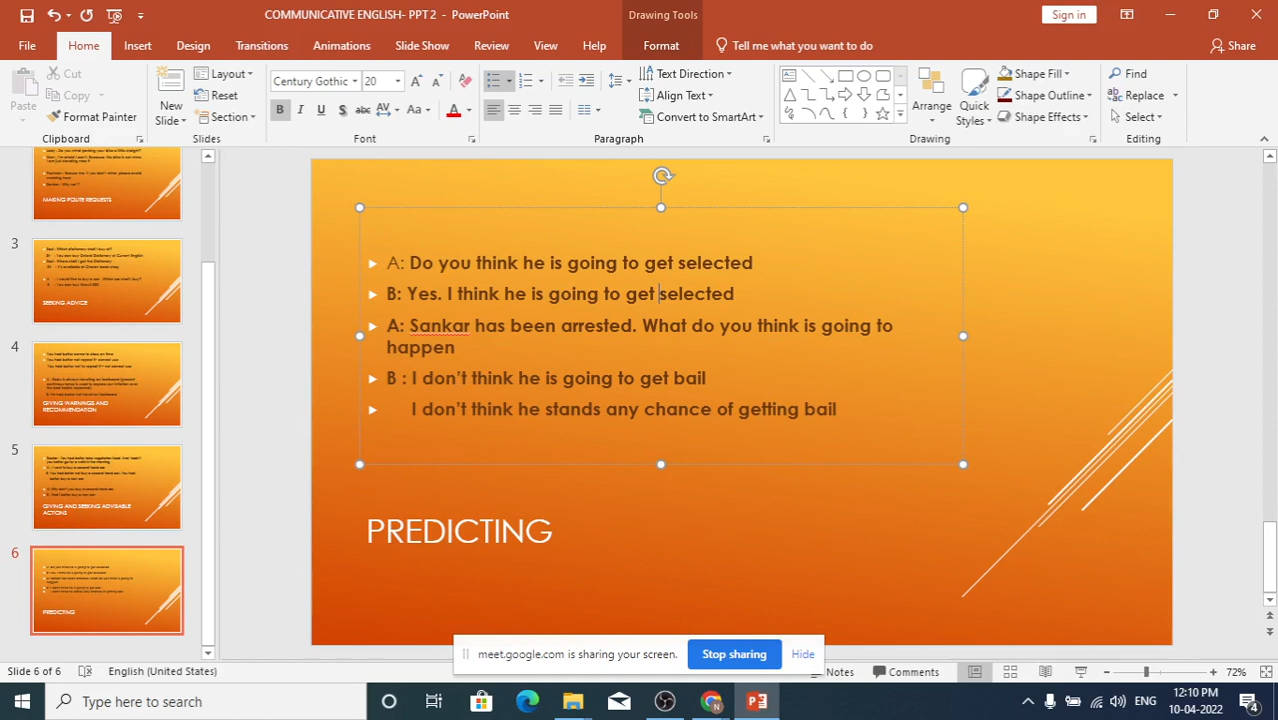 COMMUNICATIVE ENGLISH- PPT 2 - PowerPoint
Drawing Tools
Sign in
File
Home
Insert
Design
Transitions
Animations
Slide Show
Review
View
Help
Format
Tell me what you want to do
Share
Paste
Cut
Copy
Format Painter
Clipboard
New Slide
Layout
Reset
Section
Slides
Century Gothic
20
Font
Paragraph
Text Direction
Align Text
Convert to SmartArt
Arrange
Quick Styles
Shape Fill
Shape Outline
Shape Effects
Drawing
Find
Replace
Select
Editing
MAKING POLITE REQUESTS
3
SEEKING ADVICE
4
GIVING WARNINGS AND RECOMMENDATION
5
GIVING AND SEEKING ADVISABLE ACTIONS
6
PREDICTING
A: Do you think he is going to get selected
B: Yes. I think he is going to get selected
A: Sankar has been arrested. What do you think is going to
happen
B : I don't think he is going to get bail
I don't think he stands any chance of getting bail
PREDICTING
meet.google.com is sharing your screen.
Stop sharing
Hide
Slide 6 of 6
English (United States)
Notes
Comments
72%
Type here to search
ENG
12:10 PM
10-04-2022
4